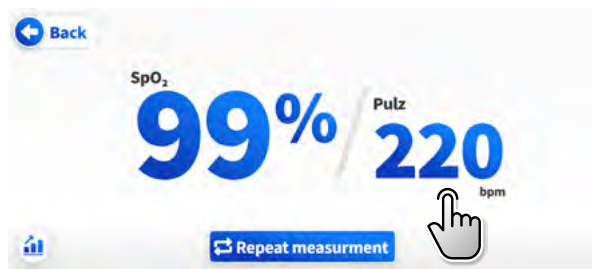 Back
SpO₂
99%
Pulz
220
bpm
Repeat measurment